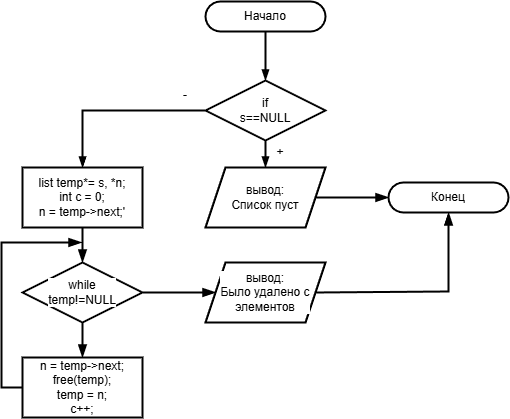 Начало
if
s==NULL
-
+
list temp*= s, *n;
int c = 0;
n = temp->next;'
вывод:
Список пуст
Конец
while
temp!=NULL
вывод:
Было удалено с
элементов
n = temp->next;
free(temp);
temp = n;
c++;